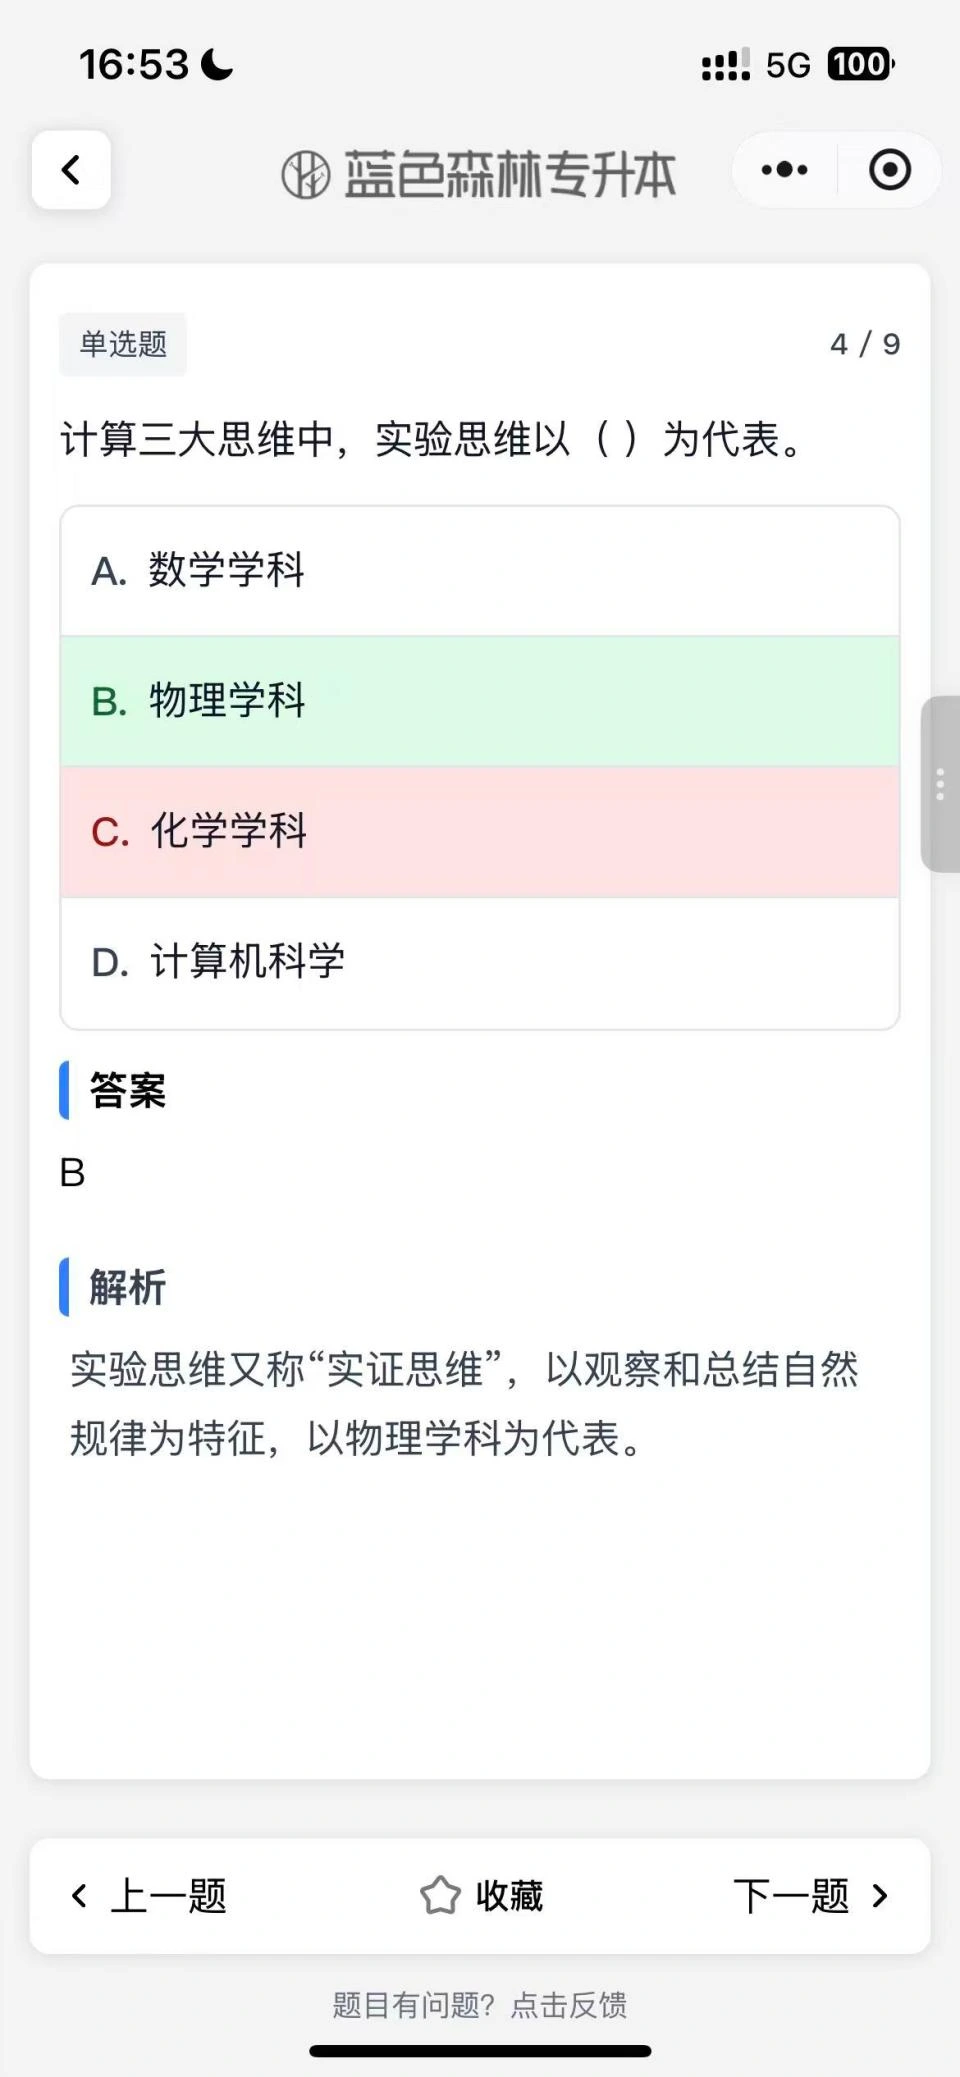 16:53
5G 100
蓝色森林专升本
单选题
4 / 9
计算三大思维中，实验思维以（ ）为代表。
A. 数学学科
B. 物理学科
C. 化学学科
D. 计算机科学
答案
B
解析
实验思维又称“实证思维”，以观察和总结自然
规律为特征，以物理学科为代表。
上一题
收藏
下一题
题目有问题？点击反馈